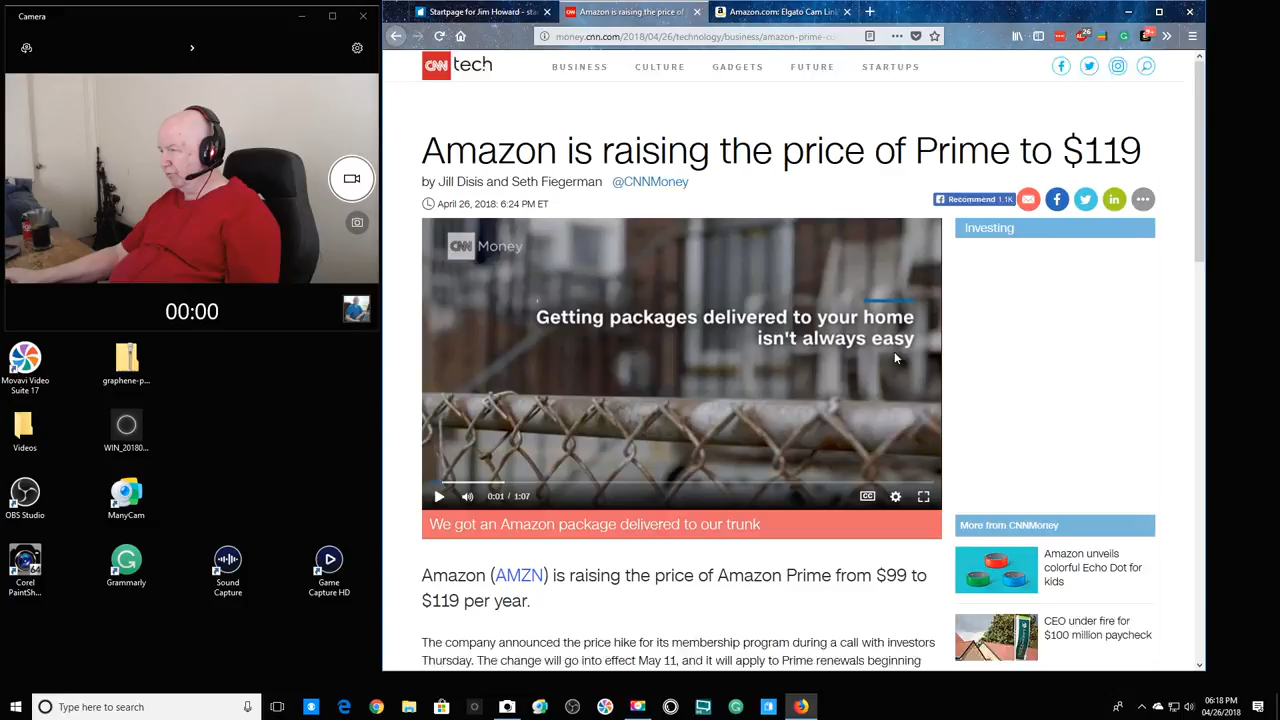 Camera
00:00
Movavi Video
Suite 17
graphene-p...
Videos
WIN_20180...
OBS Studio
ManyCam
Corel
PaintSh...
Grammarly
Sound
Capture
Game
Capture HD
Startpage for Jim Howard - sta
Amazon is raising the price of
Amazon.com: Elgato Cam Link
money.cnn.com/2018/04/26/technology/business/amazon-prime-co
CNN tech
BUSINESS CULTURE GADGETS FUTURE STARTUPS
Amazon is raising the price of Prime to $119
by Jill Disis and Seth Fiegerman @CNNMoney
April 26, 2018: 6:24 PM ET
Recommend 1.1K
CNN Money
Getting packages delivered to your home
isn't always easy
0:01 / 1:07
CC
We got an Amazon package delivered to our trunk
Investing
More from CNNMoney
Amazon unveils
colorful Echo Dot for
kids
CEO under fire for
$100 million paycheck
Amazon (AMZN) is raising the price of Amazon Prime from $99 to
$119 per year.
The company announced the price hike for its membership program during a call with investors
Thursday. The change will go into effect May 11, and it will apply to Prime renewals beginning
Type here to search
06:18 PM
04/26/2018